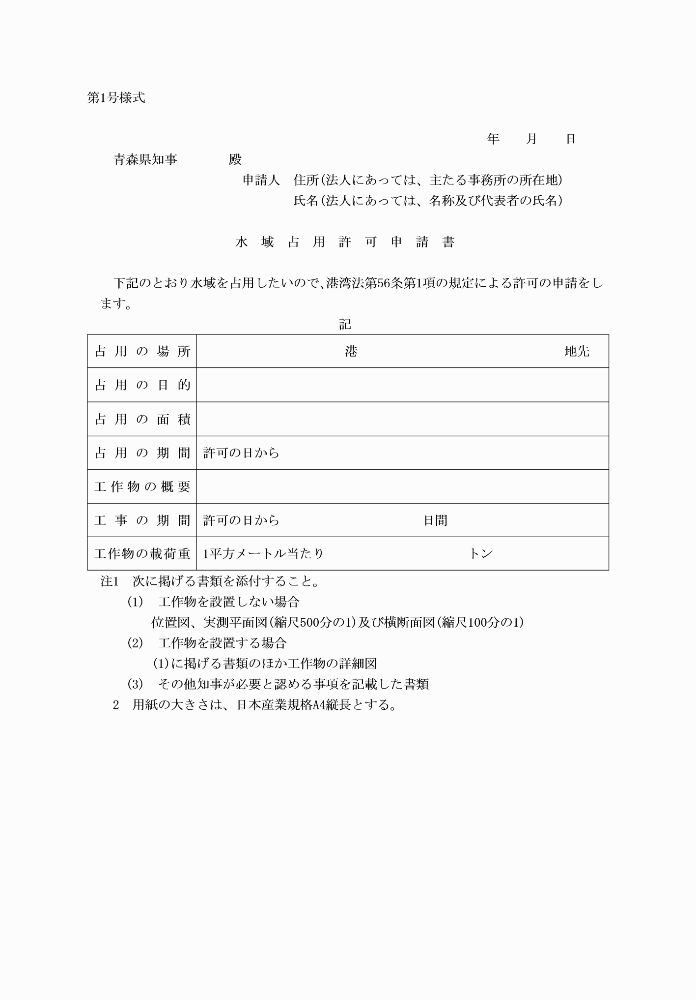 第1号様式
年　　月　　日
青森県知事　　　　殿
申請人　住所(法人にあっては、主たる事務所の所在地)
氏名(法人にあっては、名称及び代表者の氏名)
水　域　占　用　許　可　申　請　書
下記のとおり水域を占用したいので､港湾法第56条第1項の規定による許可の申請をし
ます。
記
占用の場所　港　地先
占用の目的
占用の面積
占用の期間　許可の日から
工作物の概要
工事の期間　許可の日から　日間
工作物の載荷重　1平方メートル当たり　トン
注1　次に掲げる書類を添付すること。
(1)　工作物を設置しない場合
位置図、実測平面図(縮尺500分の1)及び横断面図(縮尺100分の1)
(2)　工作物を設置する場合
(1)に掲げる書類のほか工作物の詳細図
(3)　その他知事が必要と認める事項を記載した書類
2　用紙の大きさは、日本産業規格A4縦長とする。